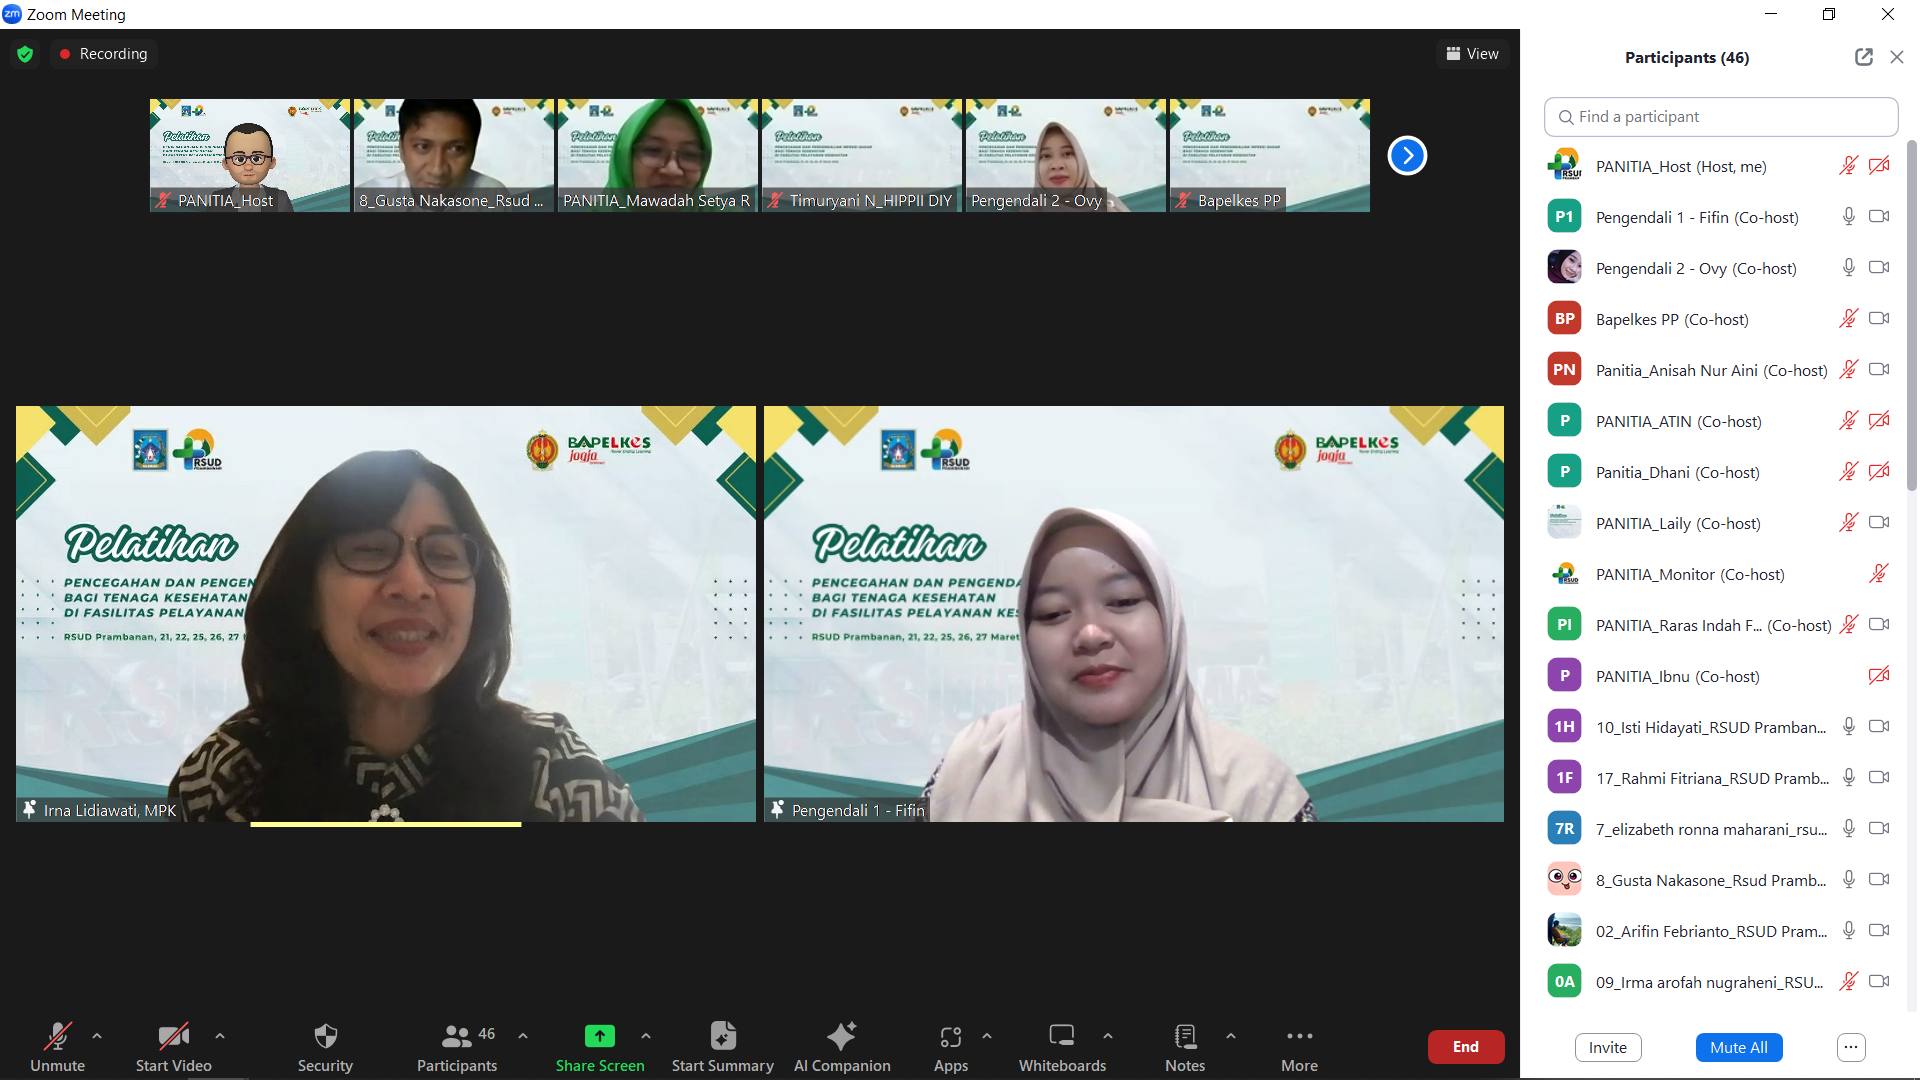 Zoom Meeting
Recording
View
Pelatihan
Pelatihan
Pelatihan
Pelatihan
Pelatihan
BAPELKES
PANITIA_Host
8_Gusta Nakasone_Rsud ...
PANITIA_Mawadah Setya R
Timuryani N_HIPPII DIY
Pengendali 2 - Ovy
Bapelkes PP
RSUD
BAPELKES
jogja
Pelatihan
PENCEGAHAN DAN PENGEN
BAGI TENAGA KESEHATAN
DI FASILITAS PELAYANAN
RSUD Prambanan, 21, 22, 25, 26, 27
Irna Lidiawati, MPK
RSUD
PRAMBANAN
BAPELKES
jogja
Pelatihan
PENCEGAHAN DAN PENGENDA
BAGI TENAGA KESEHATAN
DI FASILITAS PELAYANAN KES
RSUD Prambanan, 21, 22, 25, 26, 27 Maret
Pengendali 1 - Fifin
Participants (46)
Find a participant
PANITIA_Host (Host, me)
P1
Pengendali 1 - Fifin (Co-host)
Pengendali 2 - Ovy (Co-host)
BP
Bapelkes PP (Co-host)
PN
Panitia_Anisah Nur Aini (Co-host)
P
PANITIA_ATIN (Co-host)
P
Panitia_Dhani (Co-host)
PANITIA_Laily (Co-host)
PANITIA_Monitor (Co-host)
PI
PANITIA_Raras Indah F... (Co-host)
P
PANITIA_Ibnu (Co-host)
1H
10_Isti Hidayati_RSUD Pramban...
1F
17_Rahmi Fitriana_RSUD Pramb...
7R
7_elizabeth ronna maharani_rsu...
8_Gusta Nakasone_Rsud Pramb...
02_Arifin Febrianto_RSUD Pram...
0A
09_Irma arofah nugraheni_RSU...
Invite
Mute All
Unmute
Start Video
Security
46
Participants
Share Screen
Start Summary
AI Companion
Apps
Whiteboards
Notes
More
End